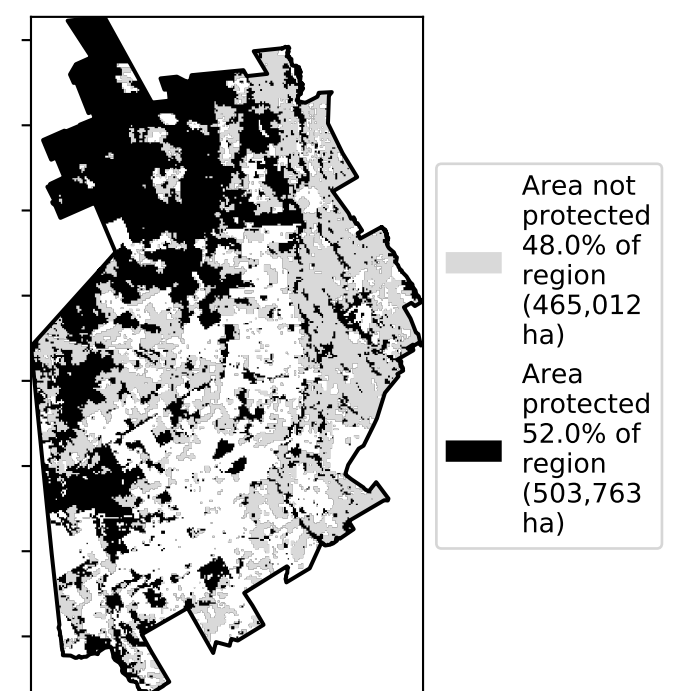 Area not
protected
48.0% of
region
(465,012
ha)
Area
protected
52.0% of
region
(503,763
ha)